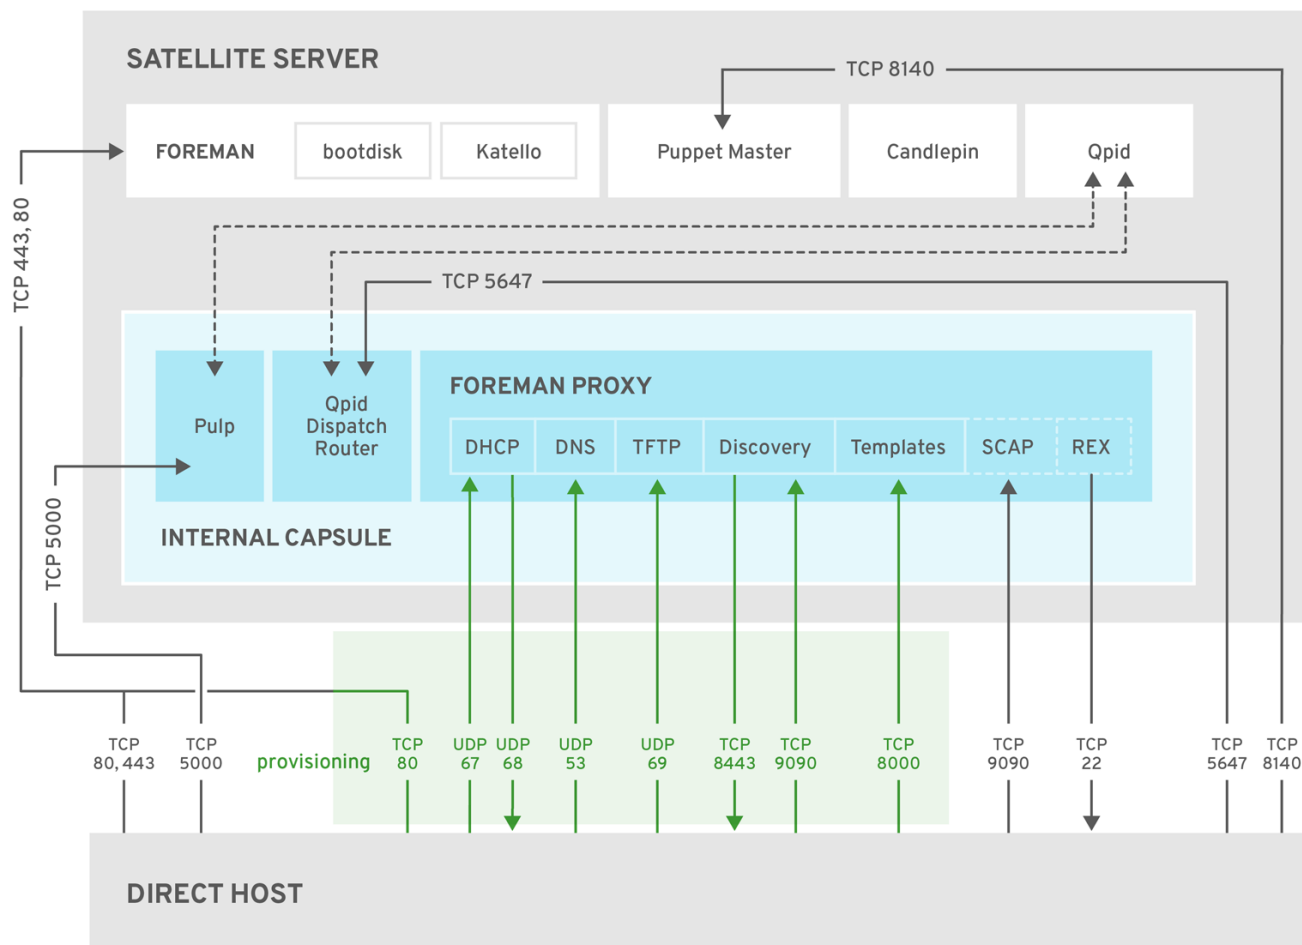 SATELLITE SERVER
TCP 8140
FOREMAN
bootdisk
Katello
Puppet Master
Candlepin
Qpid
TCP 443, 80
TCP 5647
Pulp
Qpid
Dispatch
Router
FOREMAN PROXY
DHCP
DNS
TFTP
Discovery
Templates
SCAP
REX
INTERNAL CAPSULE
TCP 5000
TCP
80, 443
TCP
5000
provisioning
TCP
80
UDP
67
UDP
68
UDP
53
UDP
69
TCP
8443
TCP
9090
TCP
8000
TCP
9090
TCP
22
TCP
5647
TCP
8140
DIRECT HOST